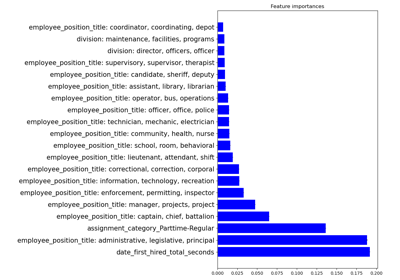 Feature importances
employee_position_title: coordinator, coordinating, depot
division: maintenance, facilities, programs
division: director, officers, officer
employee_position_title: supervisory, supervisor, therapist
employee_position_title: candidate, sheriff, deputy
employee_position_title: assistant, library, librarian
employee_position_title: operator, bus, operations
employee_position_title: officer, office, police
employee_position_title: technician, mechanic, electrician
employee_position_title: community, health, nurse
employee_position_title: school, room, behavioral
employee_position_title: lieutenant, attendant, shift
employee_position_title: correctional, correction, corporal
employee_position_title: information, technology, recreation
employee_position_title: enforcement, permitting, inspector
employee_position_title: manager, projects, project
employee_position_title: captain, chief, battalion
assignment_category_Parttime-Regular
employee_position_title: administrative, legislative, principal
date_first_hired_total_seconds
0.000 0.025 0.050 0.075 0.100 0.125 0.150 0.175 0.200